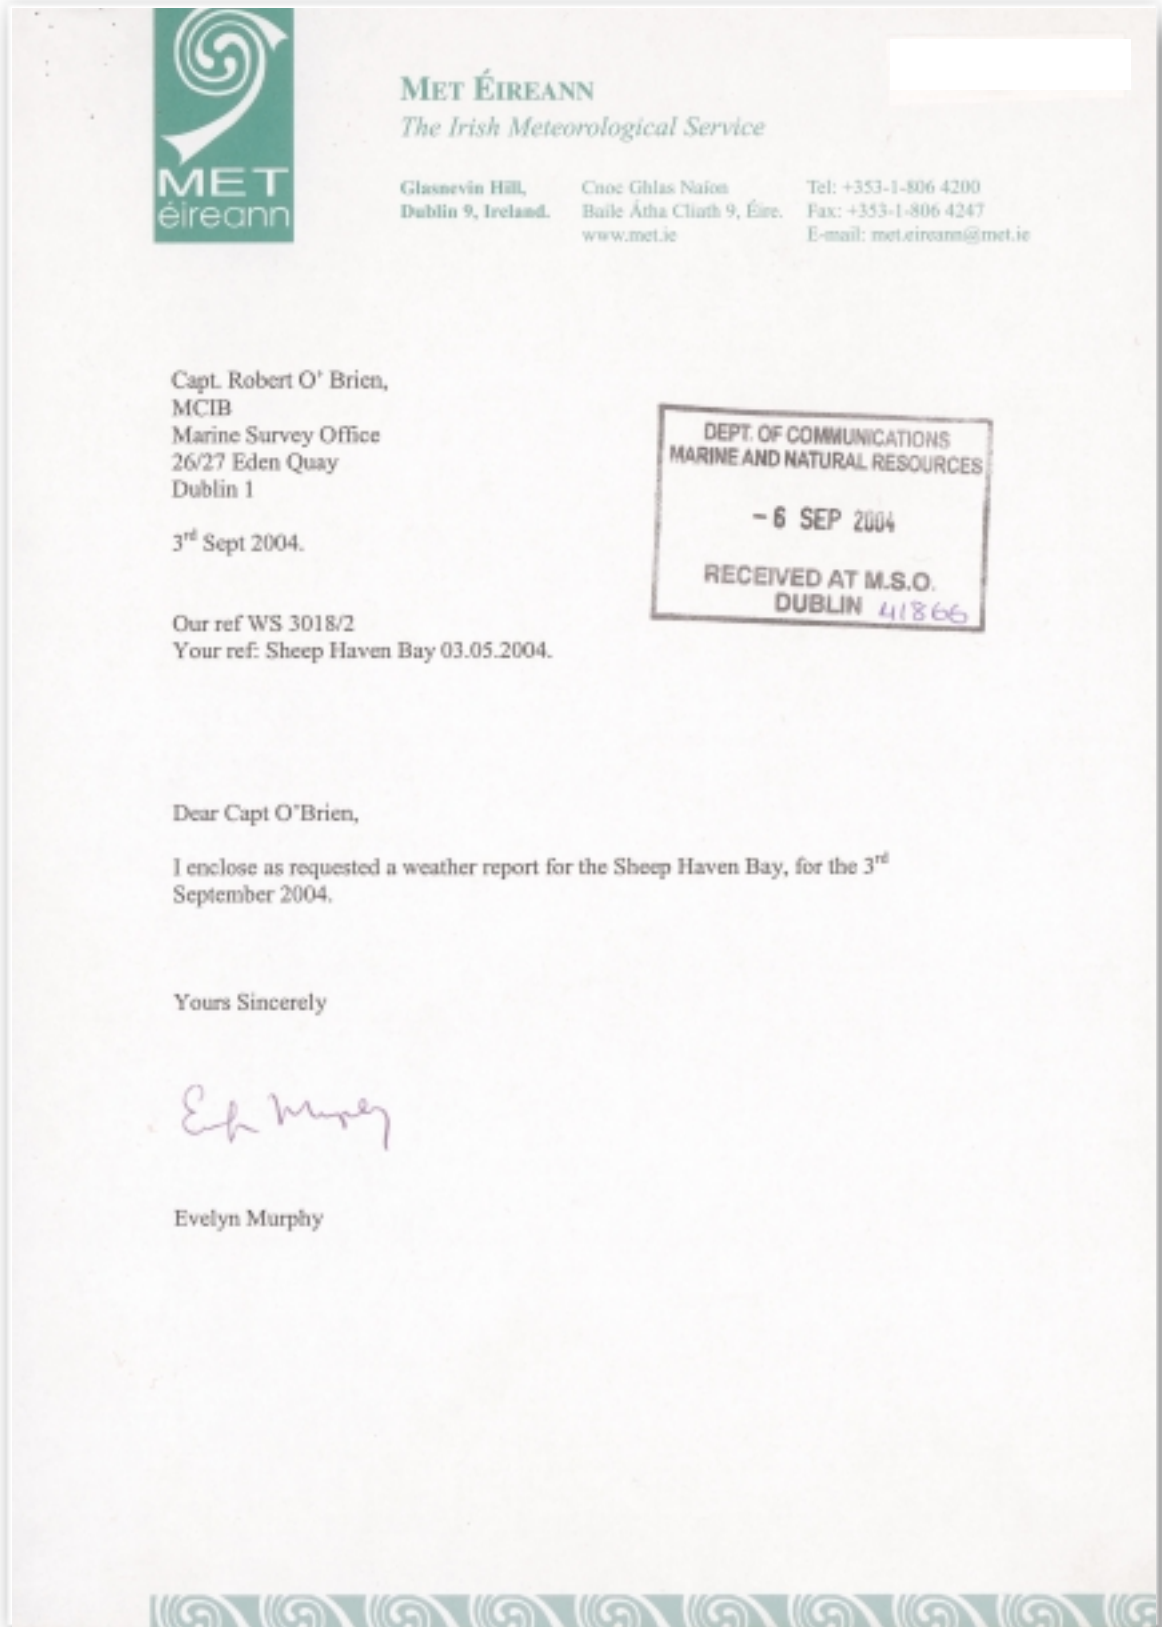 MET
éireann
MET ÉIREANN
The Irish Meteorological Service
Glasnevin Hill,
Dublin 9, Ireland.
Cnoc Ghlas Naíon
Baile Átha Cliath 9, Éire.
www.met.ie
Tel: +353-1-806 4200
Fax: +353-1-806 4247
E-mail: met.eireann@met.ie
Capt. Robert O' Brien,
MCIB
Marine Survey Office
26/27 Eden Quay
Dublin 1
3rd Sept 2004.
DEPT. OF COMMUNICATIONS
MARINE AND NATURAL RESOURCES
- 6 SEP 2004
RECEIVED AT M.S.O.
DUBLIN 41866
Our ref WS 3018/2
Your ref: Sheep Haven Bay 03.05.2004.
Dear Capt O'Brien,
I enclose as requested a weather report for the Sheep Haven Bay, for the 3rd
September 2004.
Yours Sincerely
Evelyn Murphy